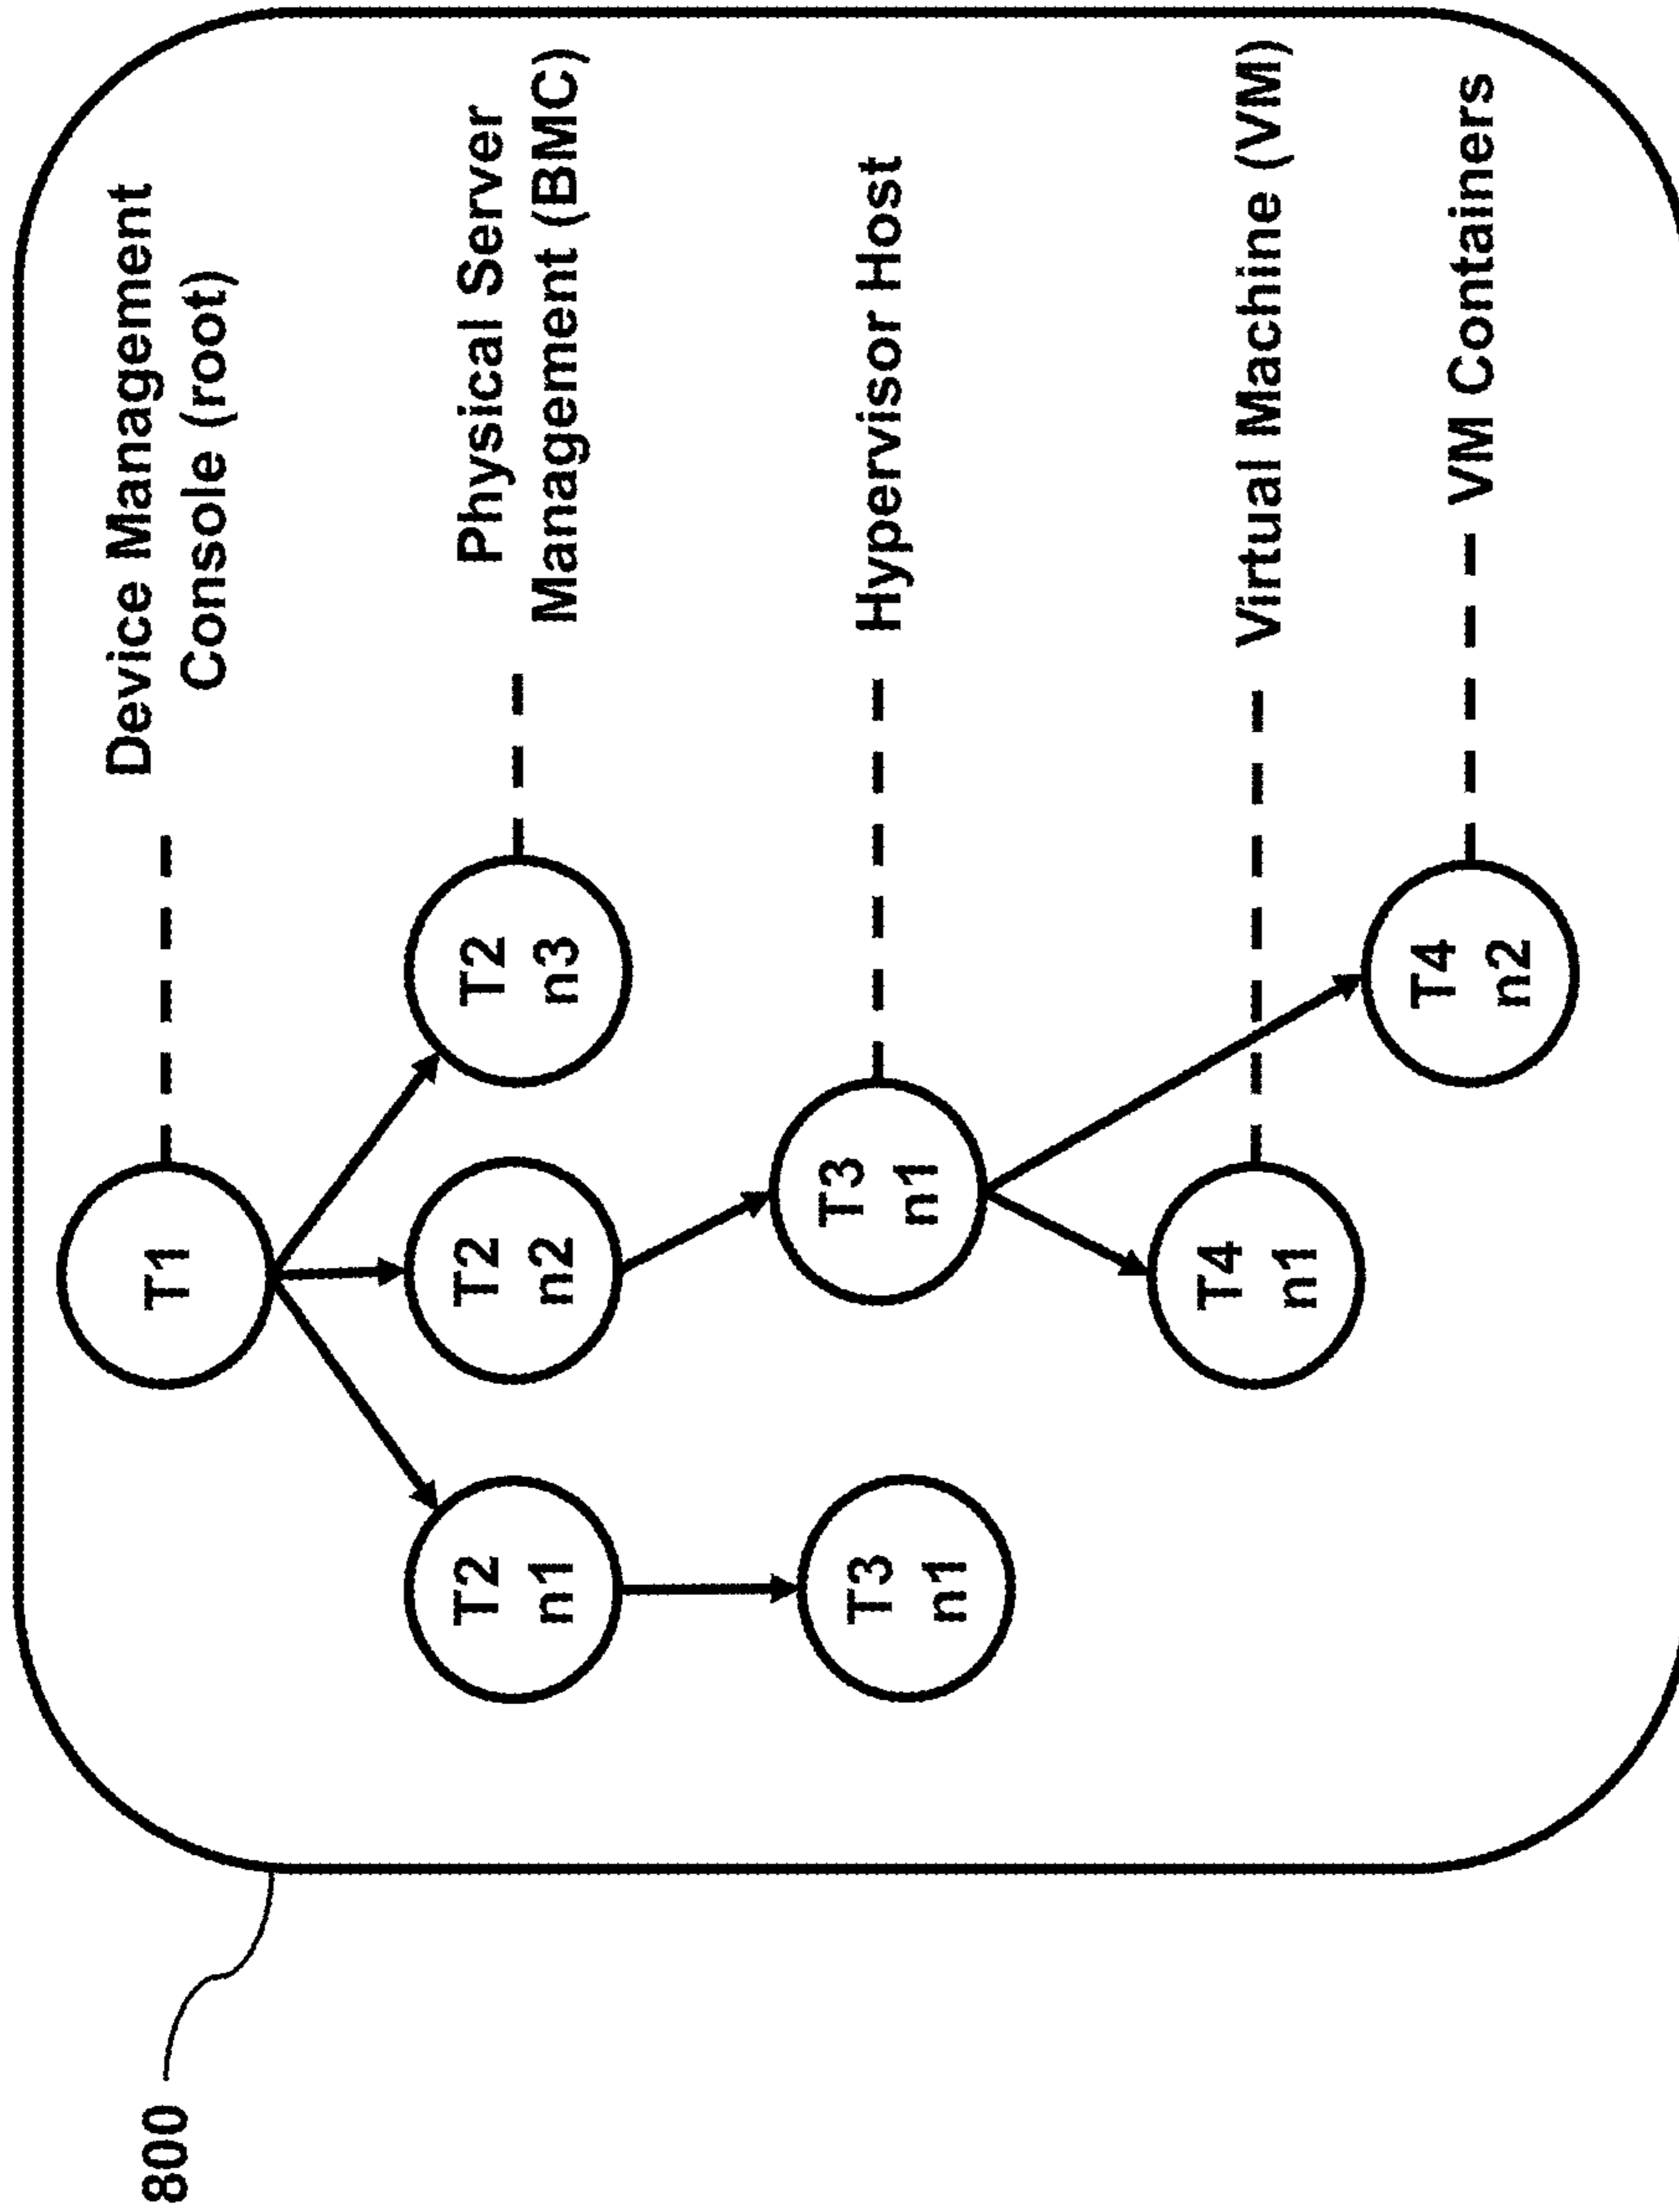 800
T1
Device Management
Console (root)
T2
n1
T2
n2
T2
n3
Physical Server
Management (BMC)
T3
n1
T3
n1
Hypervisor Host
T4
n1
Virtual Machine (VM)
T4
n2
VM Containers